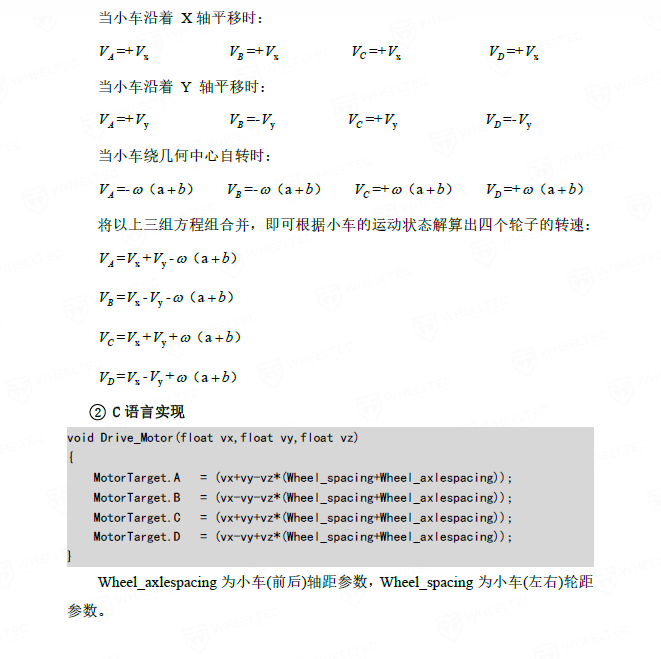 当小车沿着 X 轴平移时：
V_A=+V_x V_B=+V_x V_C=+V_x V_D=+V_x
当小车沿着 Y 轴平移时：
V_A=+V_y V_B=-V_y V_C=+V_y V_D=-V_y
当小车绕几何中心自转时：
V_A=-ω（a+b） V_B=-ω（a+b） V_C=+ω（a+b） V_D=+ω（a+b）
将以上三组方程组合并，即可根据小车的运动状态解算出四个轮子的转速：
V_A=V_x+V_y-ω（a+b）
V_B=V_x-V_y-ω（a+b）
V_C=V_x+V_y+ω（a+b）
V_D=V_x-V_y+ω（a+b）
② C 语言实现
void Drive_Motor(float vx,float vy,float vz)
{
MotorTarget.A = (vx+vy-vz*(Wheel_spacing+Wheel_axlespacing));
MotorTarget.B = (vx-vy-vz*(Wheel_spacing+Wheel_axlespacing));
MotorTarget.C = (vx+vy+vz*(Wheel_spacing+Wheel_axlespacing));
MotorTarget.D = (vx-vy+vz*(Wheel_spacing+Wheel_axlespacing));
}
Wheel_axlespacing 为小车(前后)轴距参数，Wheel_spacing 为小车(左右)轮距
参数。